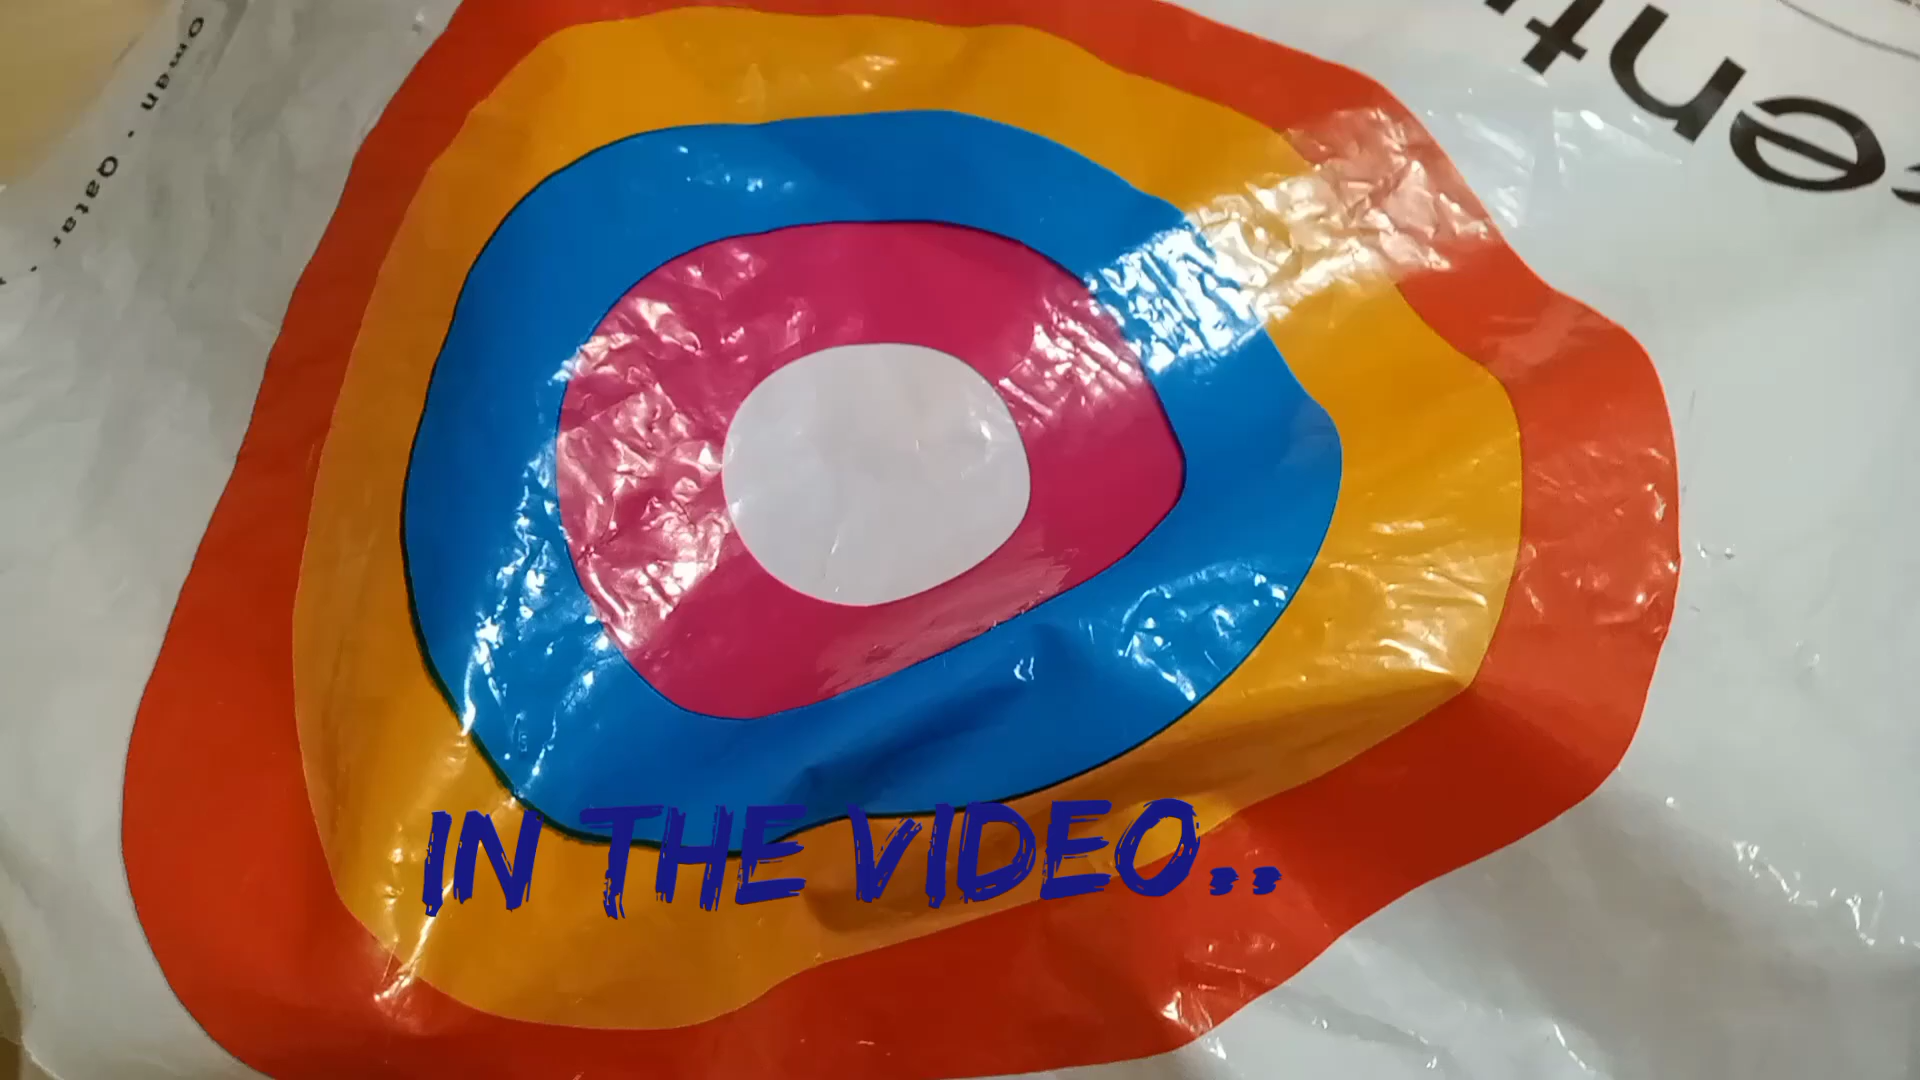 Oman · Qatar ·
ent
IN THE VIDEO..